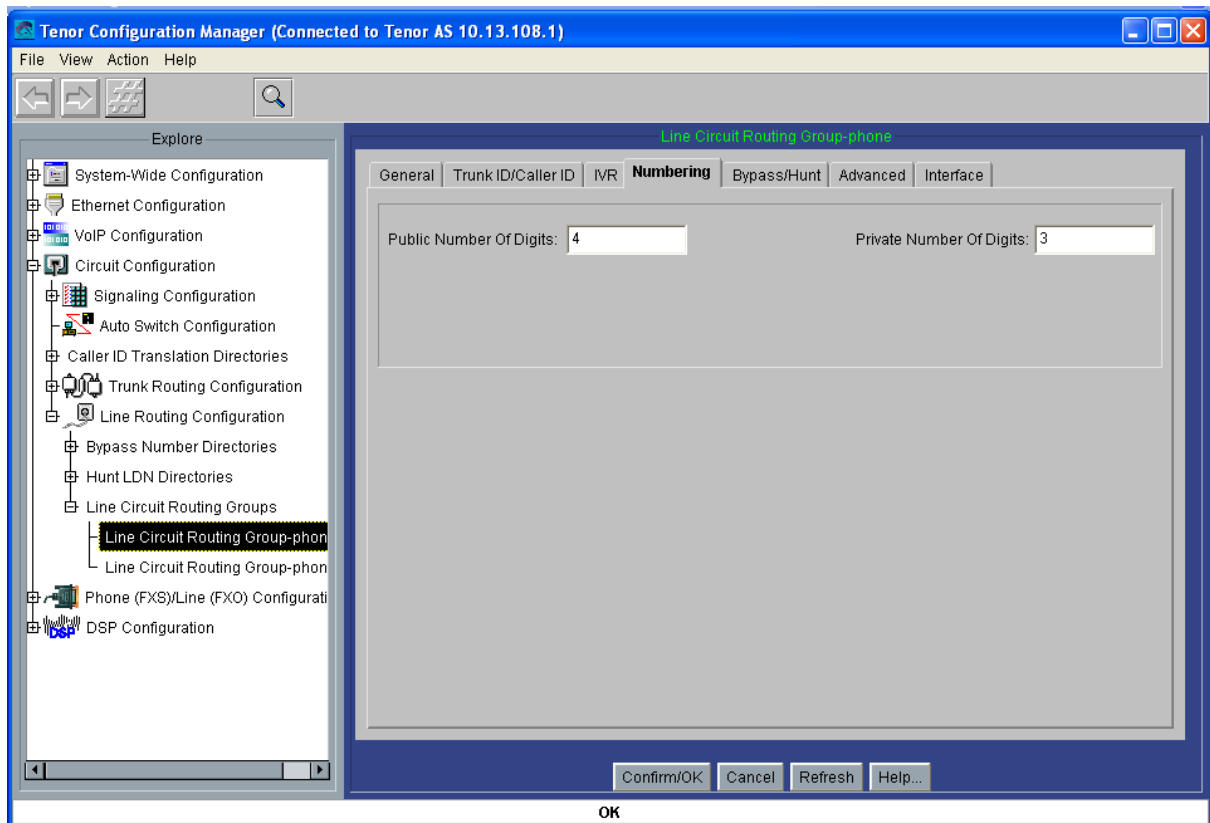 Tenor Configuration Manager (Connected to Tenor AS 10.13.108.1)
File View Action Help
Explore
System-Wide Configuration
Ethernet Configuration
VoIP Configuration
Circuit Configuration
Signaling Configuration
Auto Switch Configuration
Caller ID Translation Directories
Trunk Routing Configuration
Line Routing Configuration
Bypass Number Directories
Hunt LDN Directories
Line Circuit Routing Groups
Line Circuit Routing Group-phon
Line Circuit Routing Group-phon
Phone (FXS)/Line (FXO) Configurati
DSP DSP Configuration
Line Circuit Routing Group-phone
General Trunk ID/Caller ID IVR Numbering Bypass/Hunt Advanced Interface
Public Number Of Digits: 4 Private Number Of Digits: 3
Confirm/OK Cancel Refresh Help...
OK